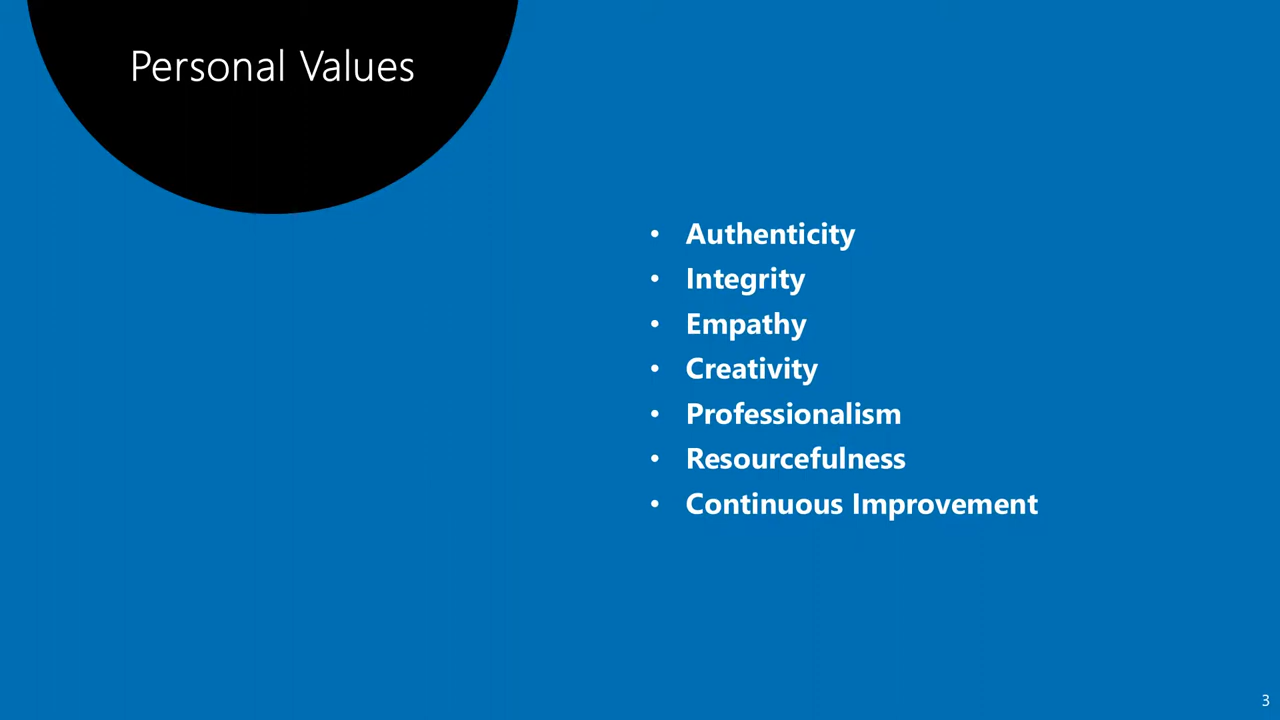 Personal Values
• Authenticity
• Integrity
• Empathy
• Creativity
• Professionalism
• Resourcefulness
• Continuous Improvement
3